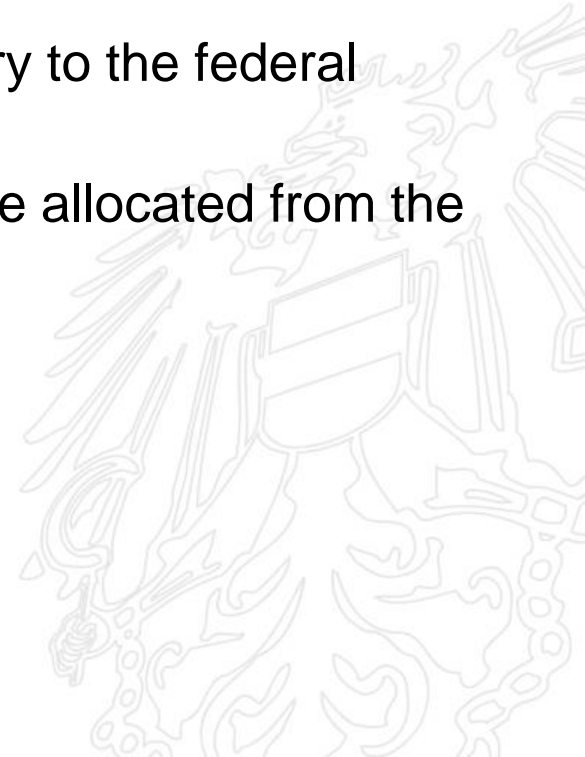 ry to the federal
e allocated from the